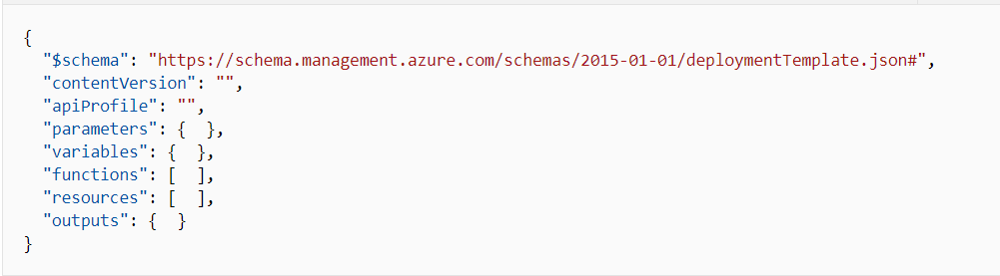 {
"$schema": "https://schema.management.azure.com/schemas/2015-01-01/deploymentTemplate.json#",
"contentVersion": "",
"apiProfile": "",
"parameters": {  },
"variables": {  },
"functions": [  ],
"resources": [  ],
"outputs": {  }
}